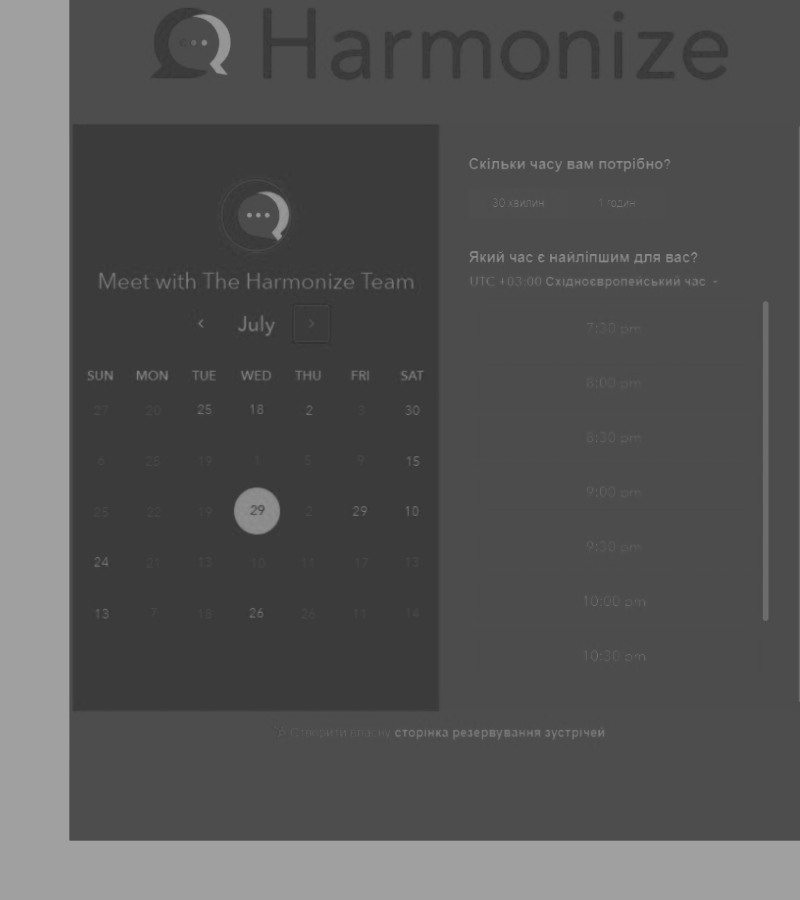 Harmonize
Meet with The Harmonize Team
July
SUN MON TUE WED THU FRI SAT
27 20 25 18 2 30
6 25 19 1 5 9 15
25 22 19 29 2 29 10
24 21 13 10 11 17 13
13 7 18 26 26 11 14
Скільки часу вам потрібно?
30 хвилин 1 годин
Який час є найліпшим для вас?
UTC +03:00 Східноєвропейський час
7:30 pm
8:00 pm
8:30 pm
9:00 pm
9:30 pm
10:00 pm
10:30 pm
Створити власну сторінка резервування зустрічей